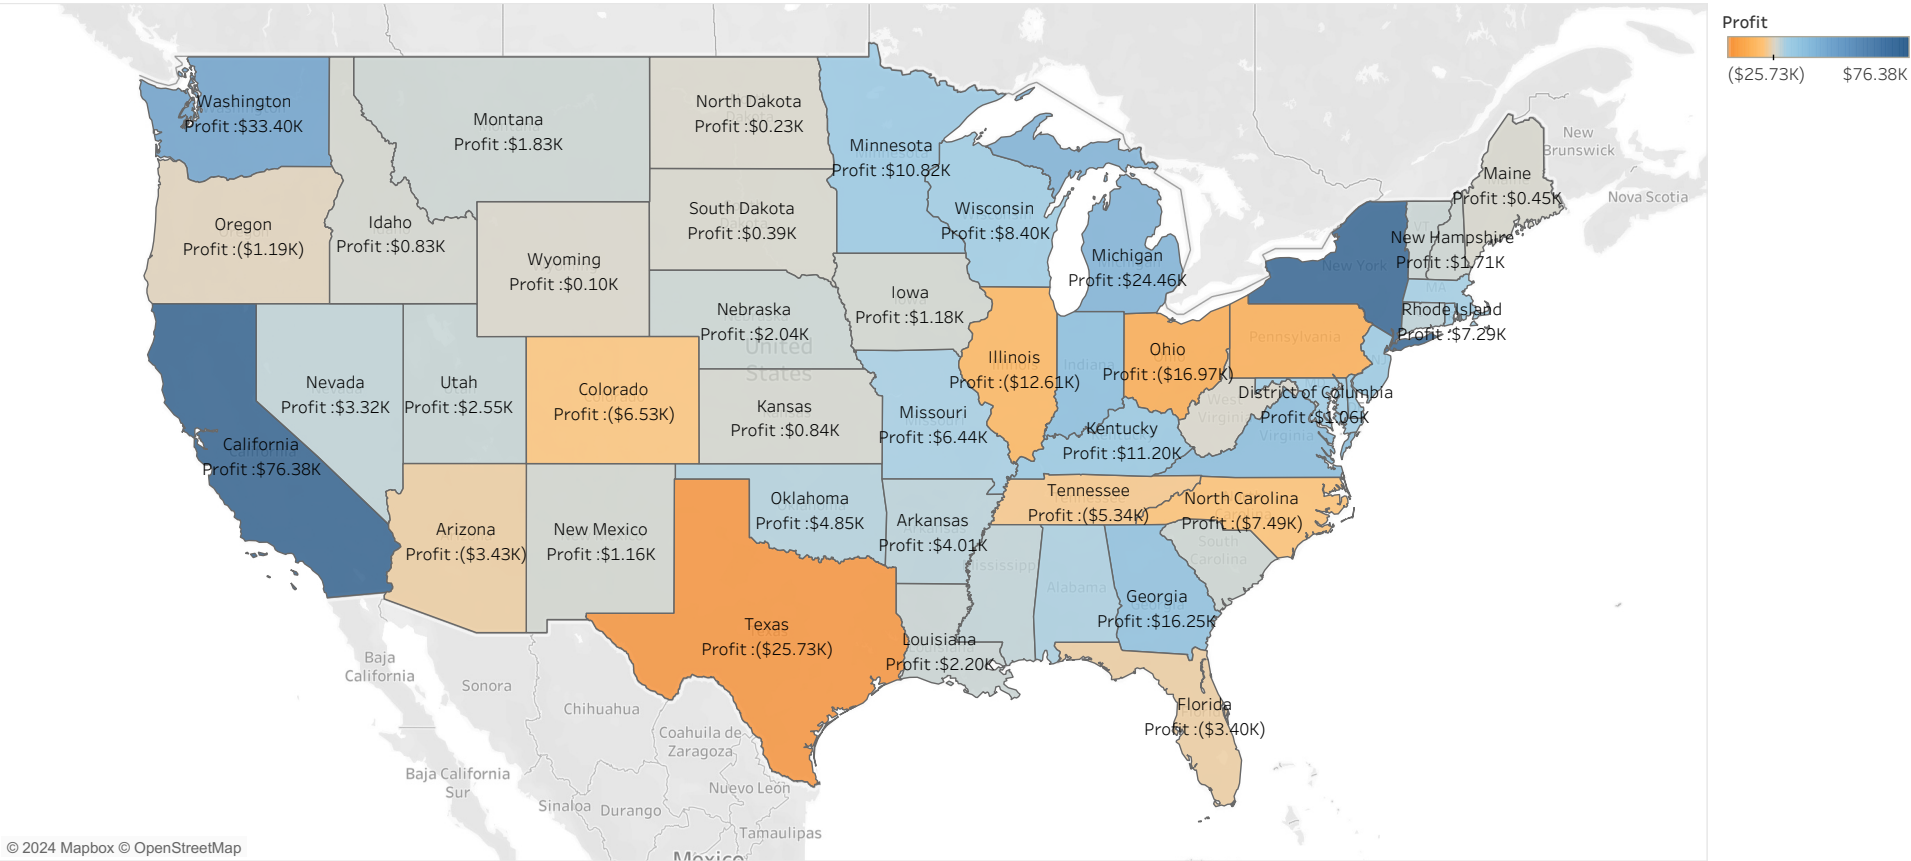 Profit
($25.73K) $76.38K
Washington
Profit :$33.40K
Montana
Profit :$1.83K
North Dakota
Profit :$0.23K
Minnesota
Profit :$10.82K
New
Brunswick
Maine
Profit :$0.45K
Nova Scotia
Oregon
Profit :($1.19K)
Idaho
Profit :$0.83K
South Dakota
Profit :$0.39K
Wisconsin
Profit :$8.40K
Wyoming
Profit :$0.10K
Michigan
Profit :$24.46K
New York
VT
New Hampshire
Profit :$1.71K
MA
Nebraska
Profit :$2.04K
Iowa
Profit :$1.18K
Rhode Island
Profit :$7.29K
United
States
Illinois
Profit :($12.61K)
Indiana
Ohio
Profit :($16.97K)
Pennsylvania
Nevada
Profit :$3.32K
Utah
Profit :$2.55K
Colorado
Profit :($6.53K)
Kansas
Profit :$0.84K
Missouri
Profit :$6.44K
West
Virginia
District of Columbia
Profit :$1.06K
Virginia
California
Profit :$76.38K
Kentucky
Profit :$11.20K
Arizona
Profit :($3.43K)
New Mexico
Profit :$1.16K
Oklahoma
Profit :$4.85K
Arkansas
Profit :$4.01K
Tennessee
Profit :($5.34K)
North Carolina
Profit :($7.49K)
South
Carolina
Mississippi
Alabama
Georgia
Profit :$16.25K
Texas
Profit :($25.73K)
Louisiana
Profit :$2.20K
Florida
Profit :($3.40K)
Baja
California
Sonora
Chihuahua
Coahuila de
Zaragoza
Baja California
Sur
Nuevo León
Sinaloa
Durango
Tamaulipas
Mexico
© 2024 Mapbox © OpenStreetMap